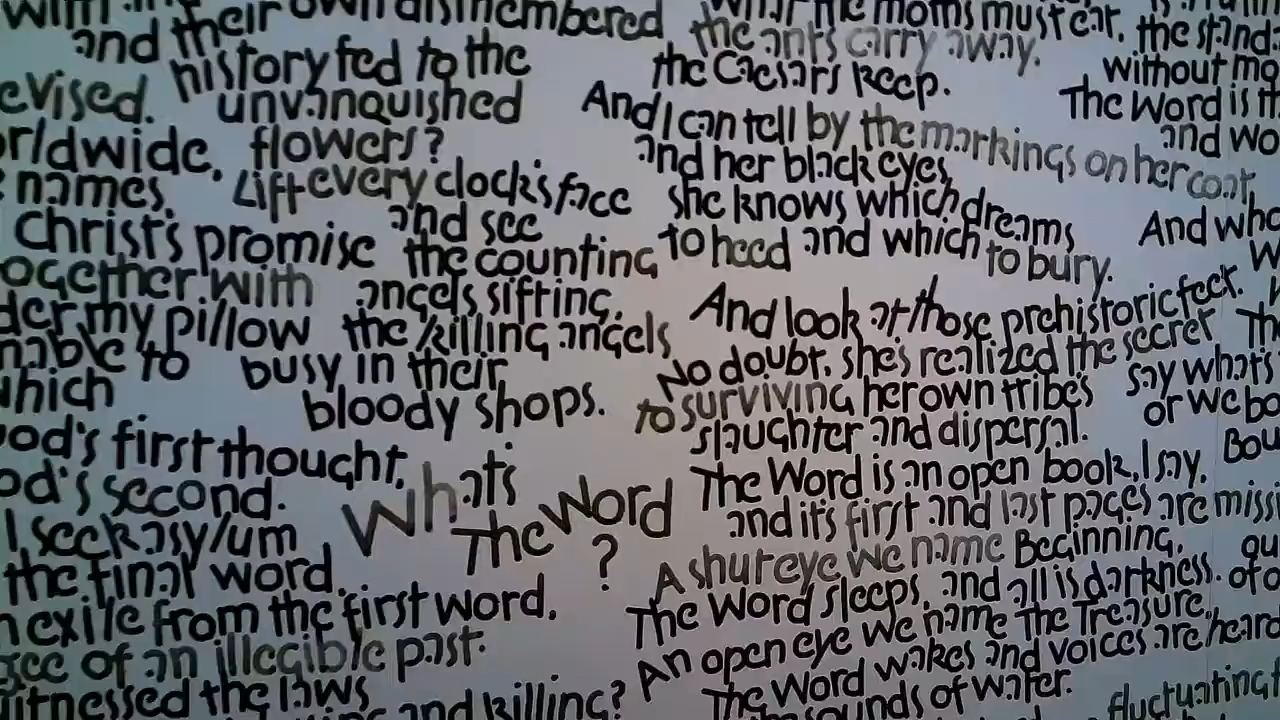 evised.
orldwide,
names.
Christ's promise
together with
der my pillow
nable to
which
od's first thought,
od's second.
I seek asylum
the final word,
exile from the first word,
of an illegible past.
itnessed the laws
and killing?
their own dismembered
and
history fed to the
unvanquished
flowers?
Lift every clock's face
and see
the counting
angels sifting,
the killing angels
busy in their
bloody shops.
What's
The Word
?
the moms must eat,
the ants carry away.
the Caesars keep.
And I can tell by the markings on her coat,
and her black eyes,
she knows which dreams
to heed and which to bury.
And look at those prehistoric feet.
No doubt, she's realized the secret
to surviving her own tribe's
slaughter and dispersal.
The Word is an open book, I say,
and its first and last pages are missi
A shut eye we name Beginning,
The Word sleeps, and all is darkness.
An open eye we name The Treasure,
The Word wakes and voices are heard
sounds of water.
the stand
without mo
The Word is th
and wo
And who
Th
say what's
or we bo
Bou
of o
fluctuating